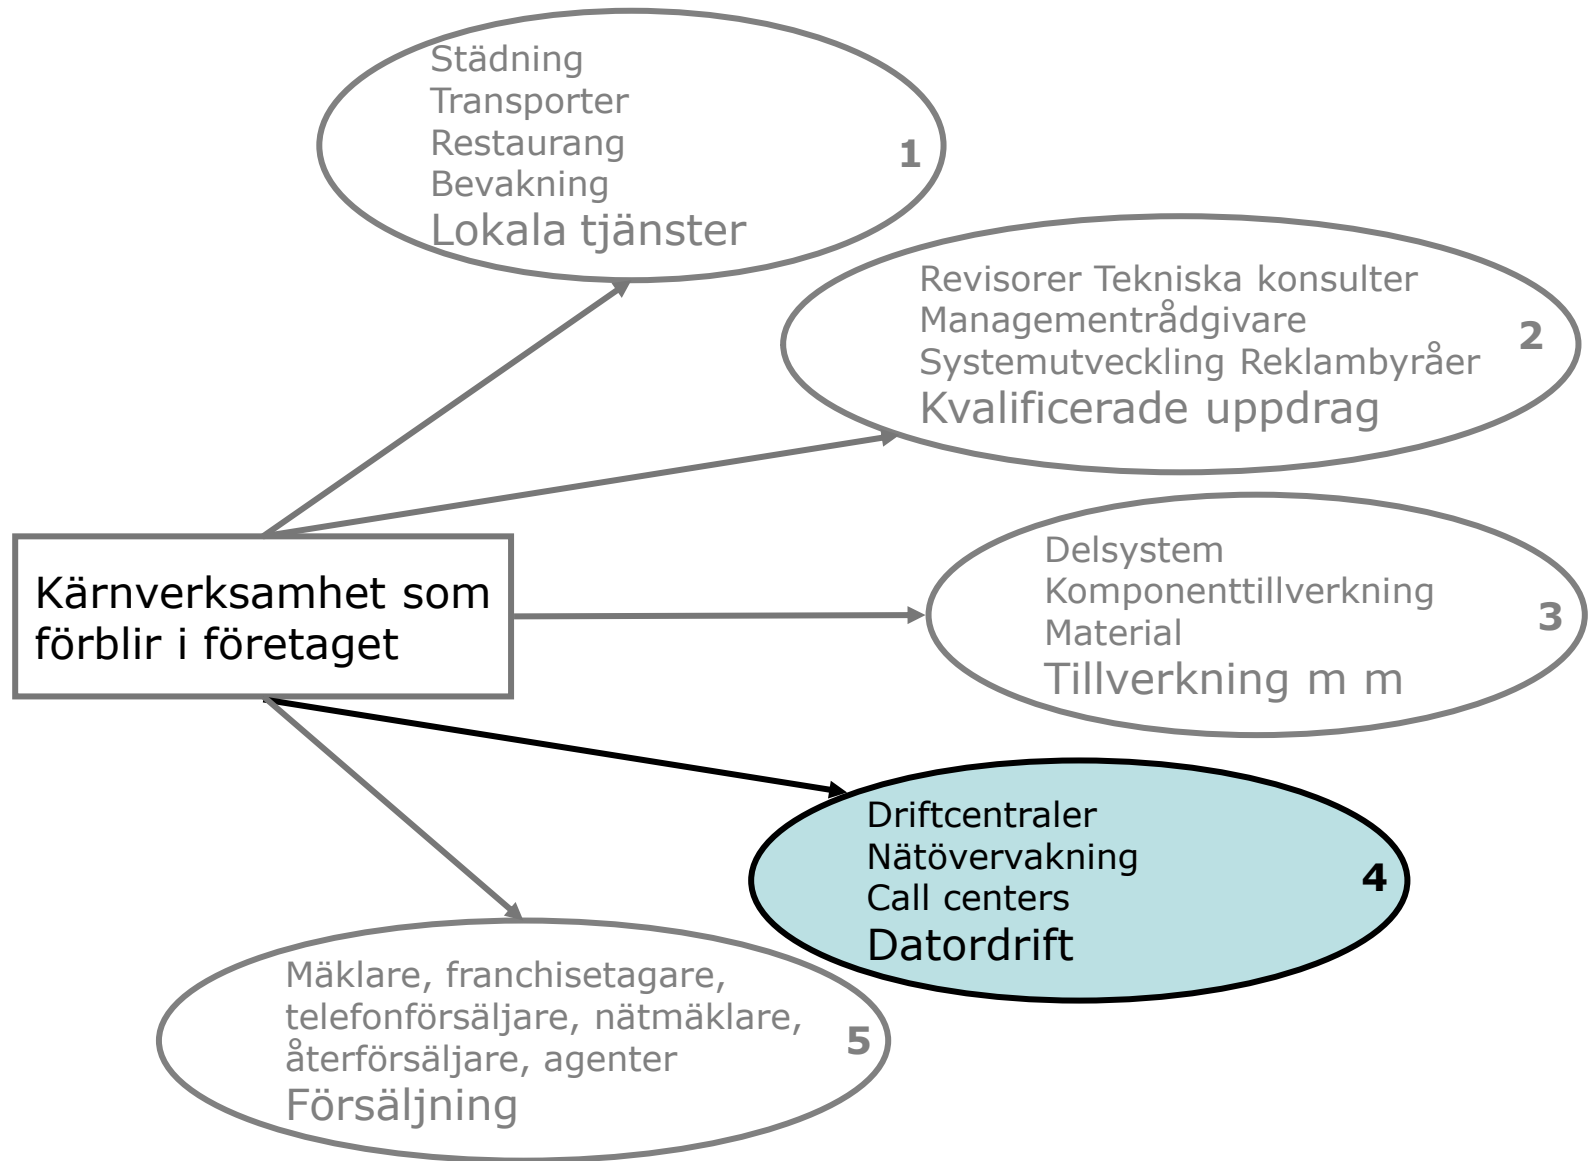 Städning
Transporter
Restaurang
Bevakning
Lokala tjänster
1
Revisorer Tekniska konsulter
Managementrådgivare
Systemutveckling Reklambyråer
Kvalificerade uppdrag
2
Kärnverksamhet som
förblir i företaget
Delsystem
Komponenttillverkning
Material
Tillverkning m m
3
Driftcentraler
Nätövervakning
Call centers
Datordrift
4
Mäklare, franchisetagare,
telefonförsäljare, nätmäklare,
återförsäljare, agenter
Försäljning
5